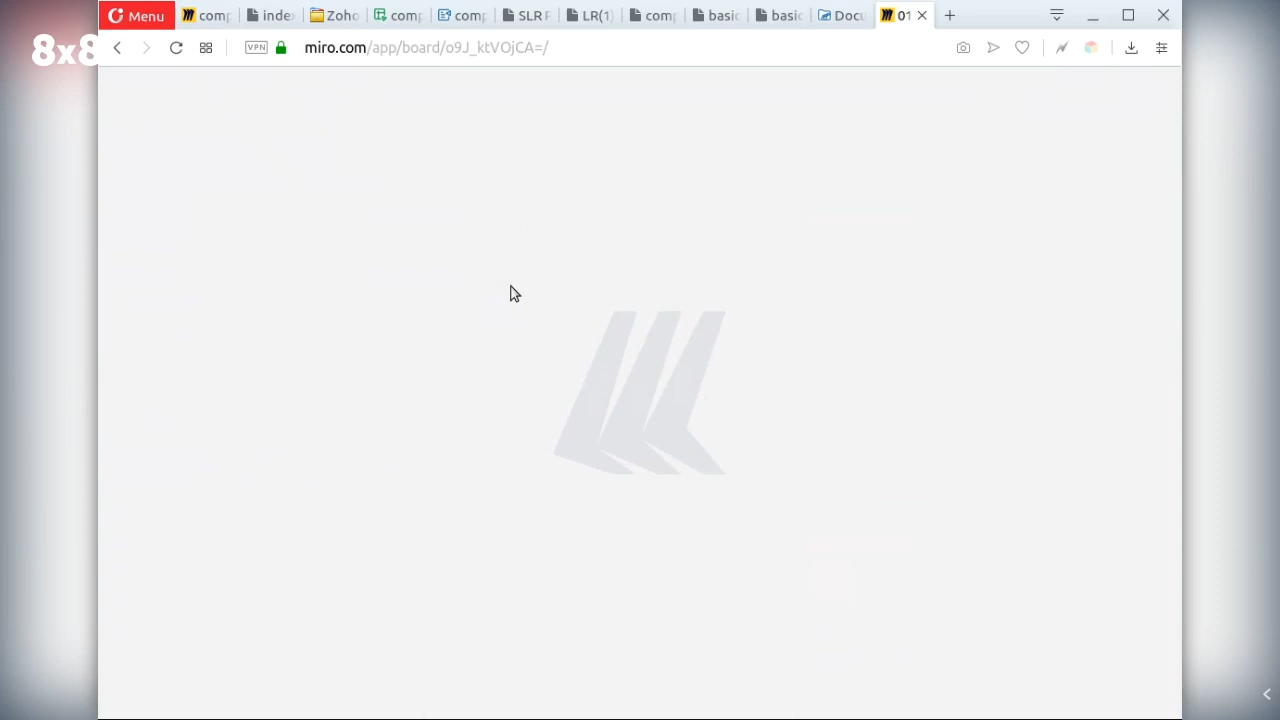 Menu
comp
index
Zoho
comp
comp
SLR P
LR(1)
comp
basic
basic
Docu
01
8x8
VPN
miro.com/app/board/o9J_ktVOjCA=/